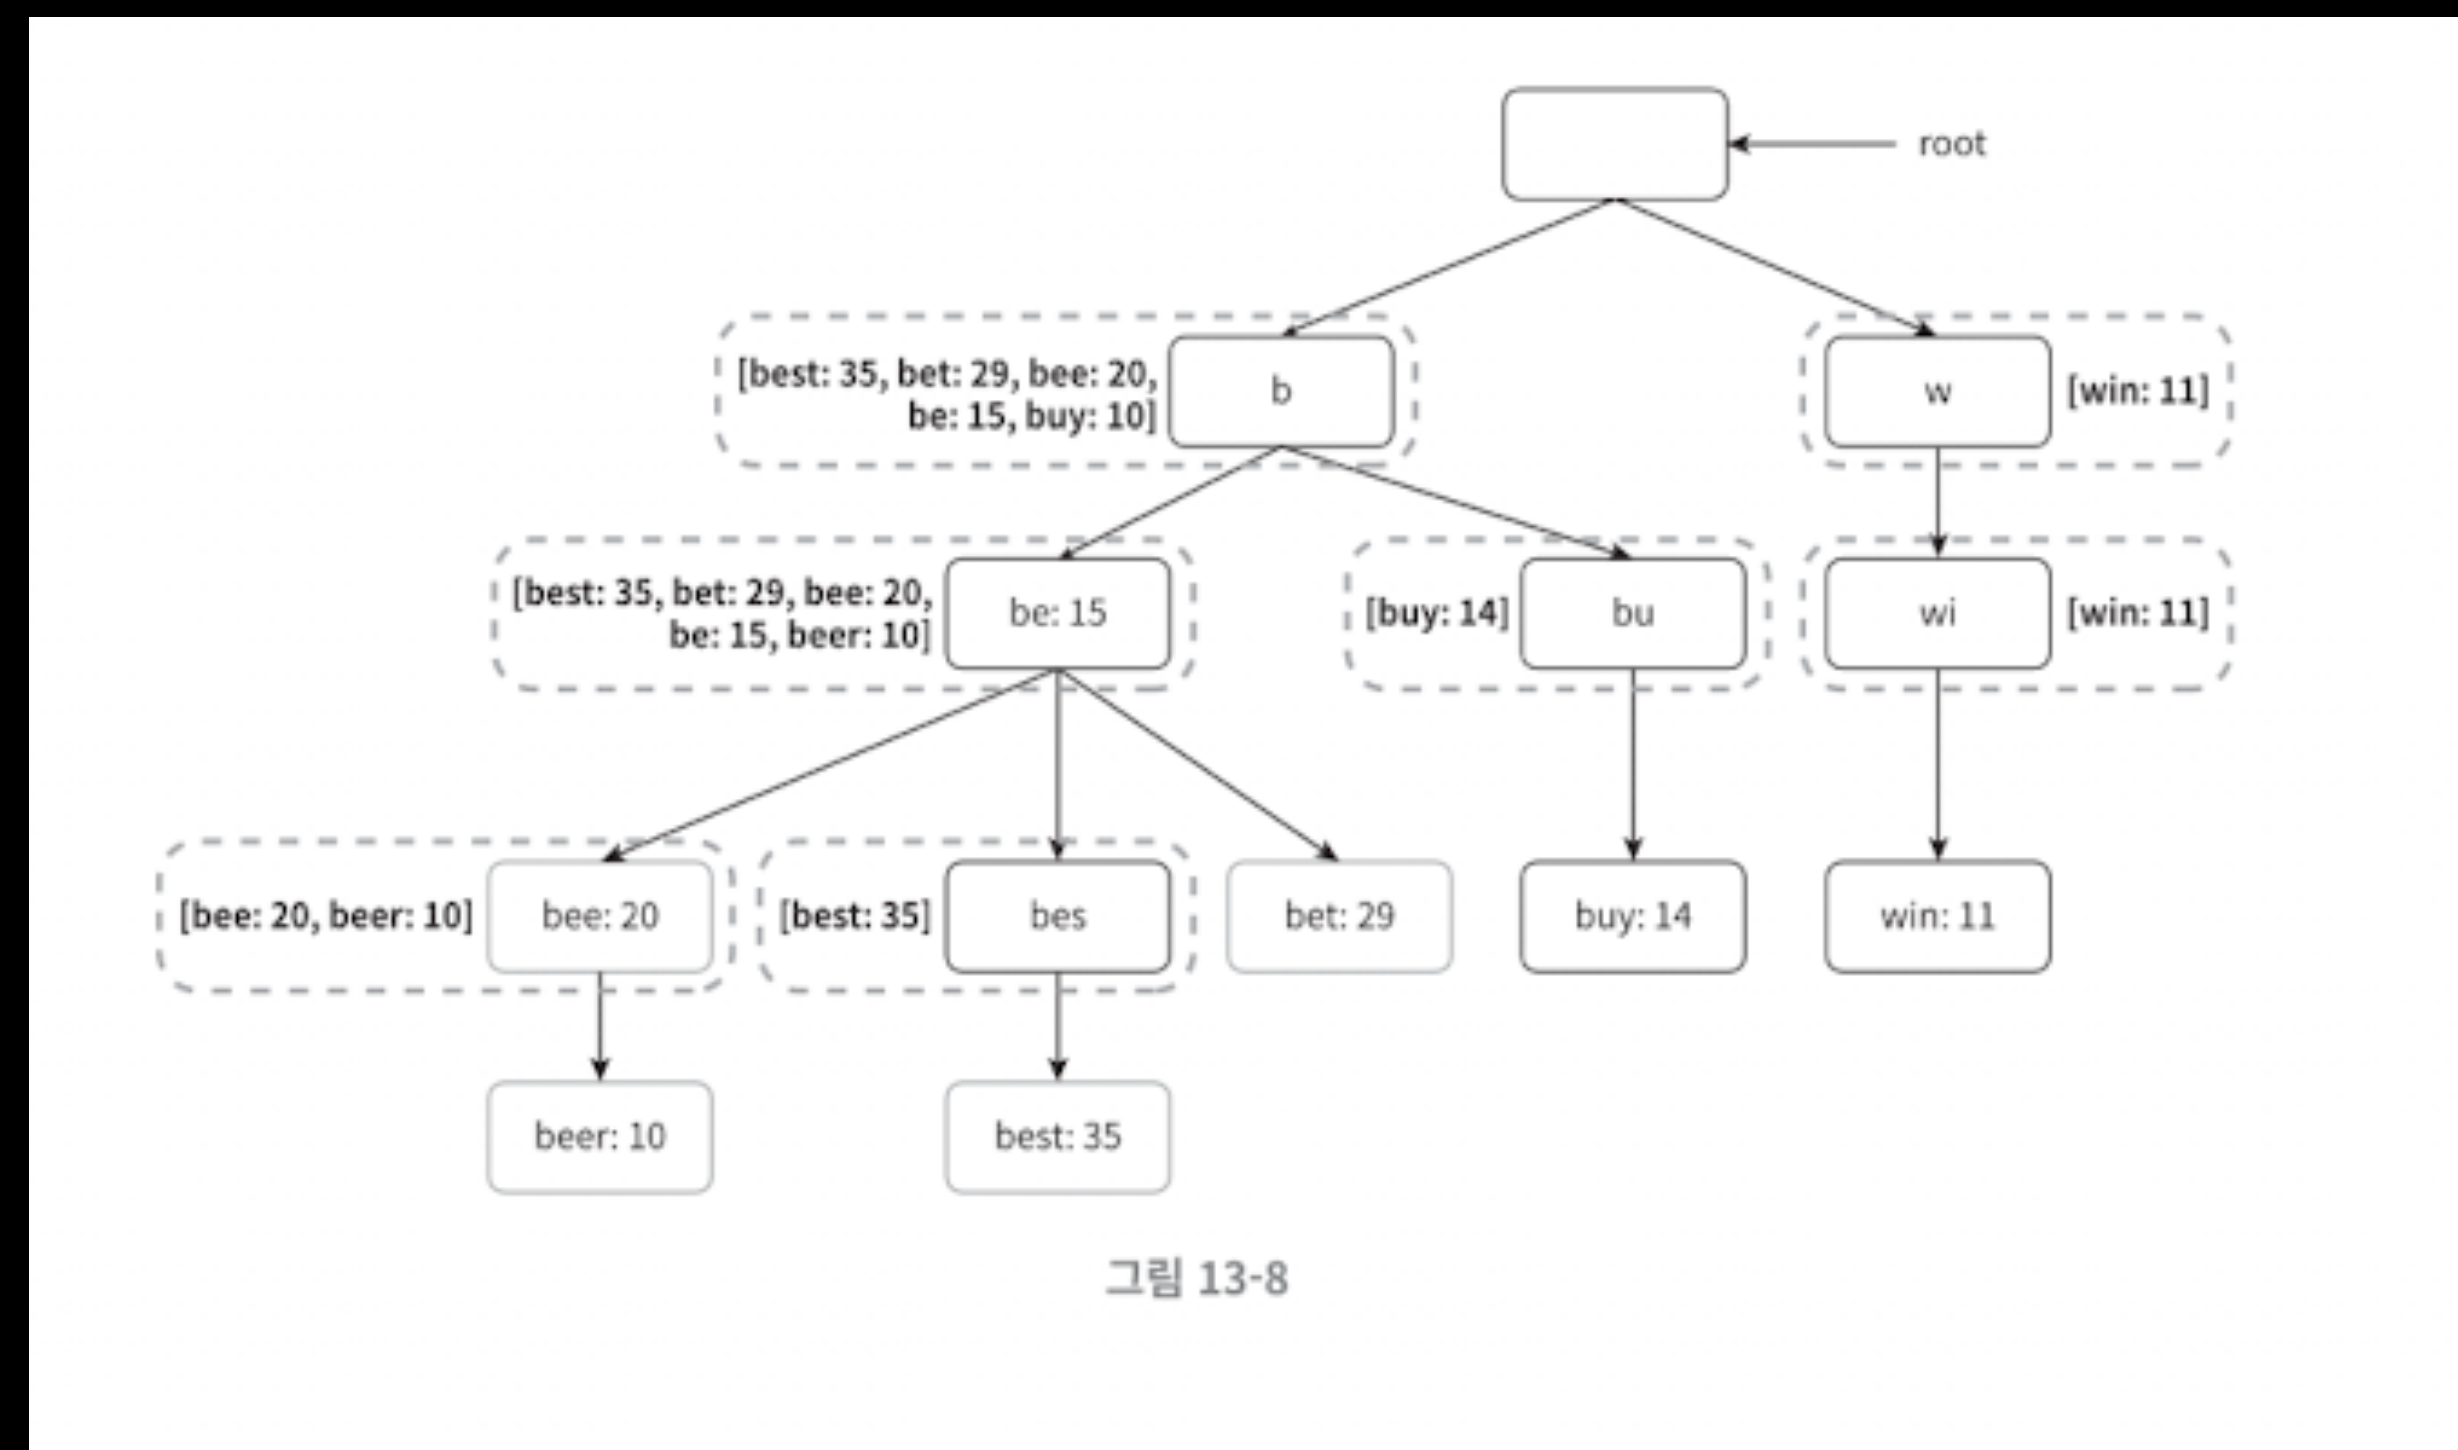 root
[best: 35, bet: 29, bee: 20,
be: 15, buy: 10]
b
w
[win: 11]
[best: 35, bet: 29, bee: 20,
be: 15, beer: 10]
be: 15
[buy: 14]
bu
wi
[win: 11]
[bee: 20, beer: 10]
bee: 20
[best: 35]
bes
bet: 29
buy: 14
win: 11
beer: 10
best: 35
그림 13-8